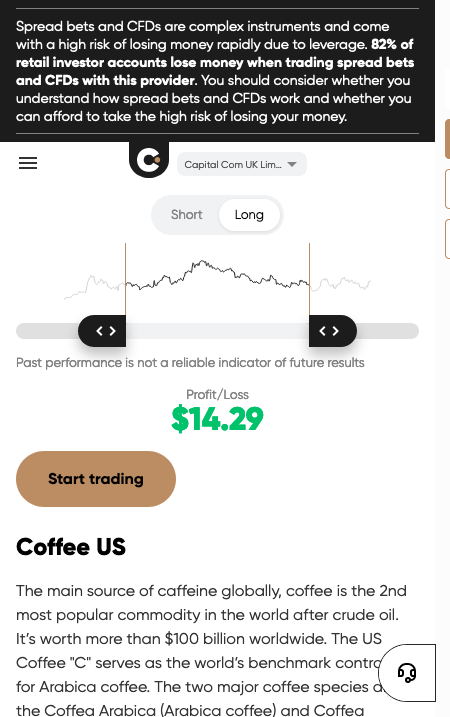 Spread bets and CFDs are complex instruments and come
with a high risk of losing money rapidly due to leverage. 82% of
retail investor accounts lose money when trading spread bets
and CFDs with this provider. You should consider whether you
understand how spread bets and CFDs work and whether you
can afford to take the high risk of losing your money.
Capital Com UK Lim...
Short
Long
Past performance is not a reliable indicator of future results
Profit/Loss
$14.29
Start trading
Coffee US
The main source of caffeine globally, coffee is the 2nd
most popular commodity in the world after crude oil.
It’s worth more than $100 billion worldwide. The US
Coffee "C" serves as the world’s benchmark
for Arabica coffee. The two major coffee species
the Coffea Arabica (Arabica coffee) and Coffea